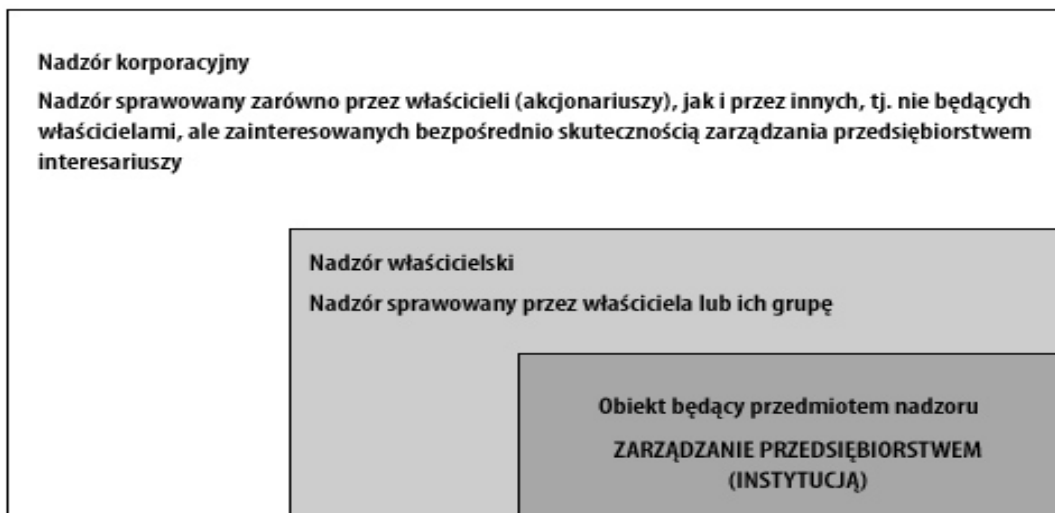 Nadzór korporacyjny
Nadzór sprawowany zarówno przez właścicieli (akcjonariuszy), jak i przez innych, tj. nie będących
właścicielami, ale zainteresowanych bezpośrednio skutecznością zarządzania przedsiębiorstwem
interesariuszy
Nadzór właścicielski
Nadzór sprawowany przez właściciela lub ich grupę
Obiekt będący przedmiotem nadzoru
ZARZĄDZANIE PRZEDSIĘBIORSTWEM
(INSTYTUCJĄ)